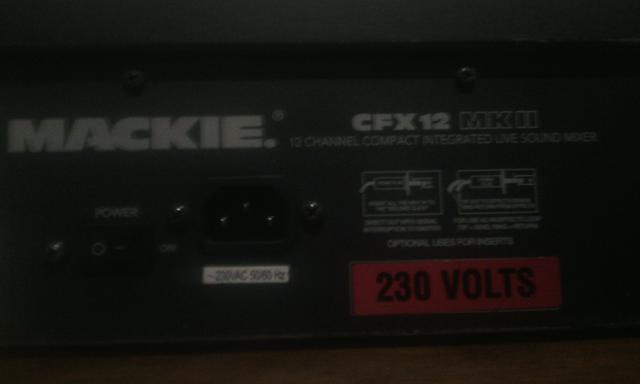 MACKIE.®
CFX12 MKII
12 CHANNEL COMPACT INTEGRATED LIVE SOUND MIXER
POWER
ON
~230VAC 50/60 Hz
OPTIONAL USES FOR INSERTS
230 VOLTS